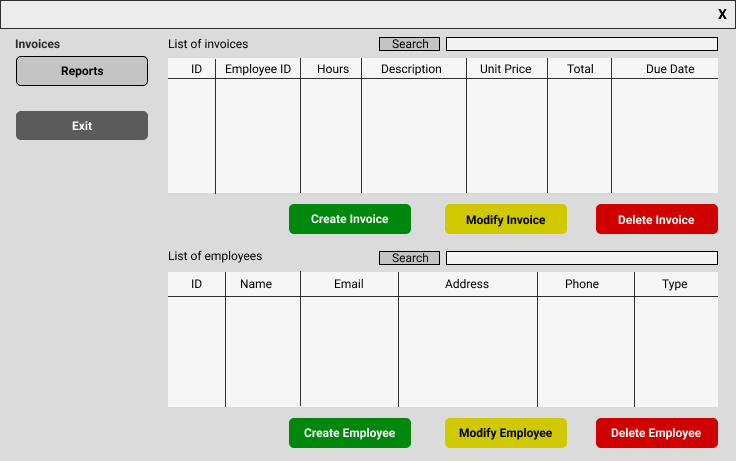 X
Invoices
Reports
Exit
List of invoices Search
ID Employee ID Hours Description Unit Price Total Due Date
Create Invoice Modify Invoice Delete Invoice
List of employees Search
ID Name Email Address Phone Type
Create Employee Modify Employee Delete Employee